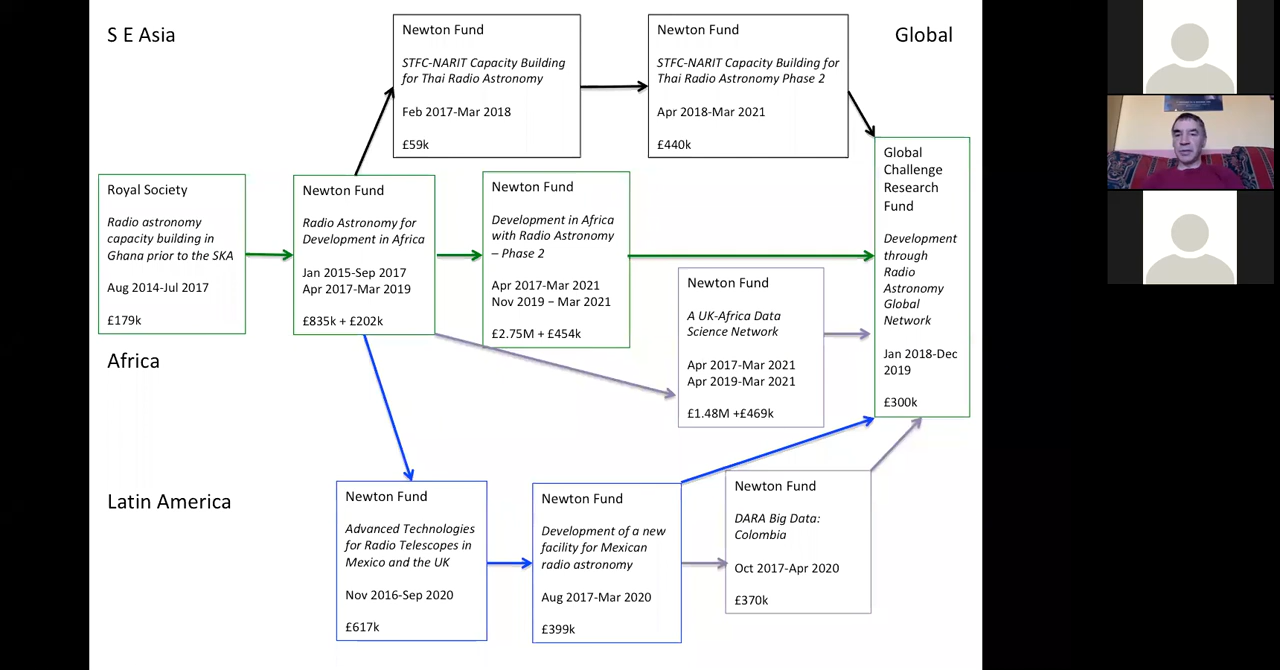 S E Asia
Global
Newton Fund
STFC-NARIT Capacity Building
for Thai Radio Astronomy
Feb 2017-Mar 2018
£59k
Newton Fund
STFC-NARIT Capacity Building for
Thai Radio Astronomy Phase 2
Apr 2018-Mar 2021
£440k
Royal Society
Radio astronomy
capacity building in
Ghana prior to the SKA
Aug 2014-Jul 2017
£179k
Newton Fund
Radio Astronomy for
Development in Africa
Jan 2015-Sep 2017
Apr 2017-Mar 2019
£835k + £202k
Newton Fund
Development in Africa
with Radio Astronomy
– Phase 2
Apr 2017-Mar 2021
Nov 2019 – Mar 2021
£2.75M + £454k
Newton Fund
A UK-Africa Data
Science Network
Apr 2017-Mar 2021
Apr 2019-Mar 2021
£1.48M +£469k
Global
Challenge
Research
Fund
Development
through
Radio
Astronomy
Global
Network
Jan 2018-Dec
2019
£300k
Africa
Latin America
Newton Fund
Advanced Technologies
for Radio Telescopes in
Mexico and the UK
Nov 2016-Sep 2020
£617k
Newton Fund
Development of a new
facility for Mexican
radio astronomy
Aug 2017-Mar 2020
£399k
Newton Fund
DARA Big Data:
Colombia
Oct 2017-Apr 2020
£370k